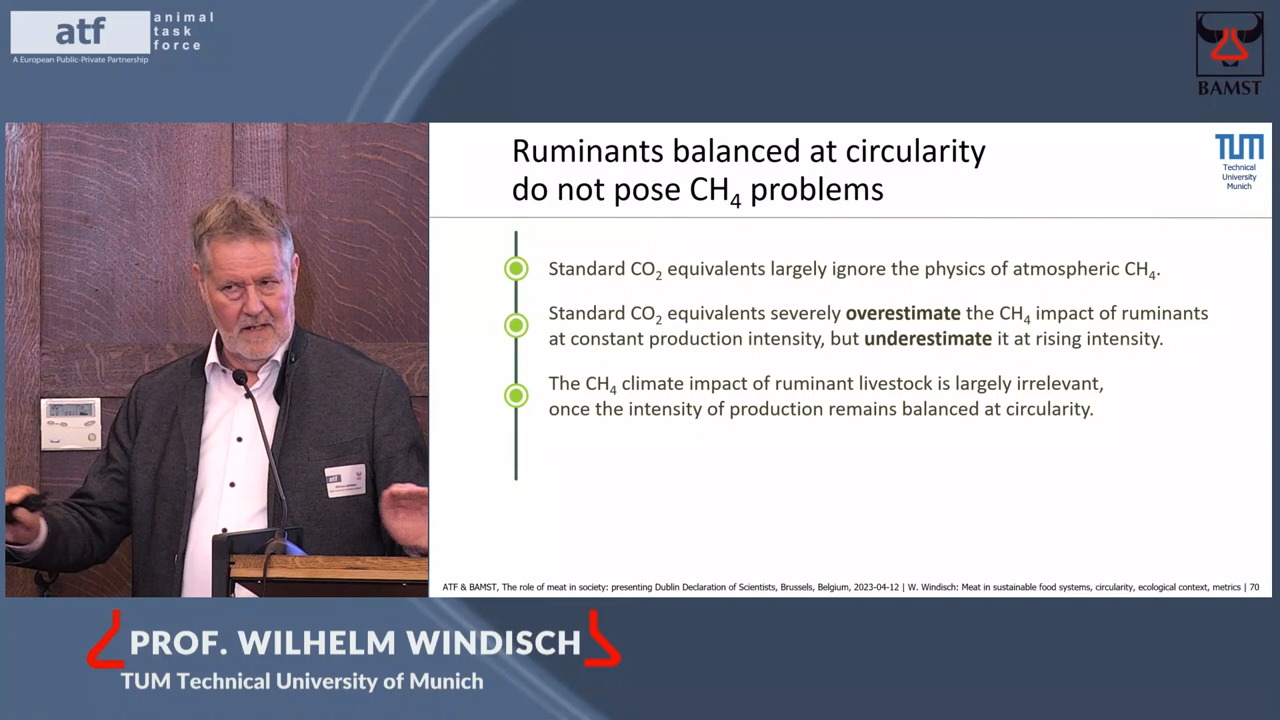 atf
animal
task
force
A European Public-Private Partnership
BAMST
Ruminants balanced at circularity
do not pose CH₄ problems
TUM
Technical
University
Munich
Standard CO₂ equivalents largely ignore the physics of atmospheric CH₄.
Standard CO₂ equivalents severely overestimate the CH₄ impact of ruminants
at constant production intensity, but underestimate it at rising intensity.
The CH₄ climate impact of ruminant livestock is largely irrelevant,
once the intensity of production remains balanced at circularity.
atf
ATF & BAMST, The role of meat in society: presenting Dublin Declaration of Scientists, Brussels, Belgium, 2023-04-12 | W. Windisch: Meat in sustainable food systems, circularity, ecological context, metrics | 70
PROF. WILHELM WINDISCH
TUM Technical University of Munich